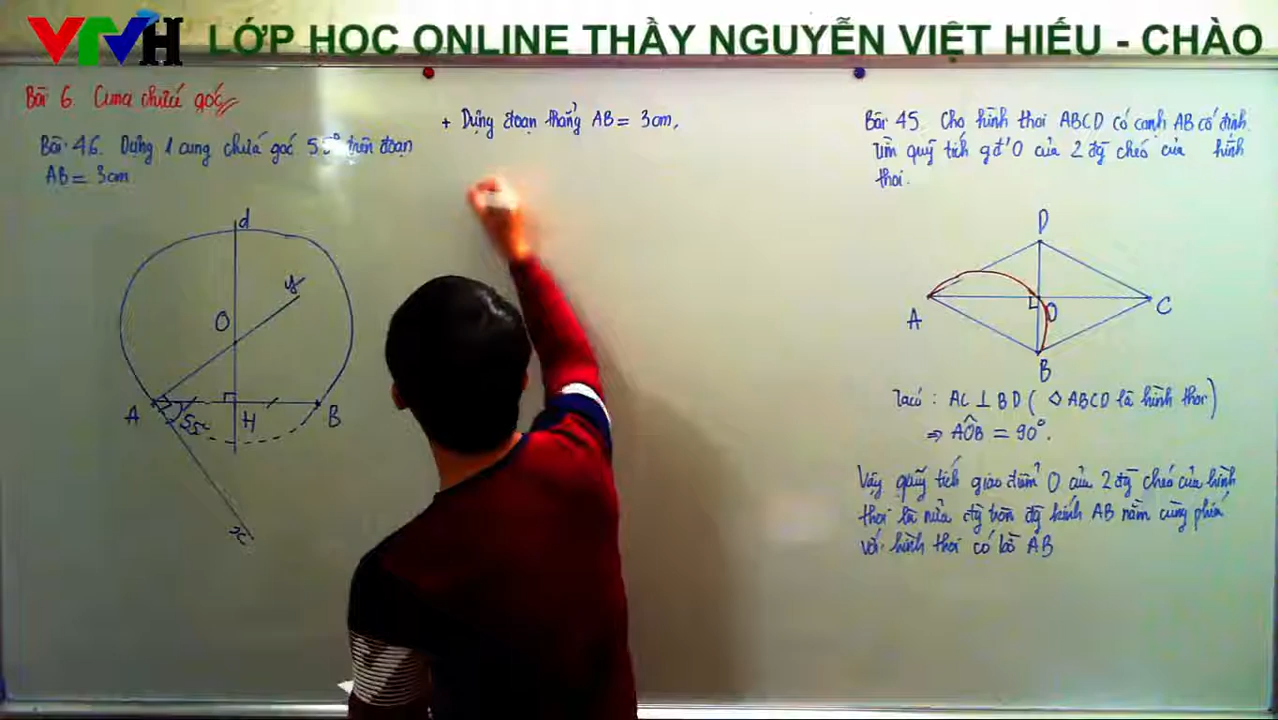 VTVH LỚP HỌC ONLINE THẦY NGUYỄN VIỆT HIẾU - CHÀO
Bài 6. Cung chứa góc
Bài 46. Dựng 1 cung chứa góc 55° trên đoạn
AB = 3cm
d
y
O
A
55°
H
B
x
+ Dựng đoạn thẳng AB = 3cm,
Bài 45. Cho hình thoi ABCD có cạnh AB cố định.
Tìm quỹ tích gđ' O của 2 đg chéo của hình
thoi.
D
A
O
C
B
Ta có : AC ⊥ BD ( ◇ ABCD là hình thoi )
⇒ AÔB = 90°.
Vậy quỹ tích giao điểm O của 2 đg chéo của hình
thoi là nửa đg tròn đg kính AB nằm cùng phía
với hình thoi có bờ AB